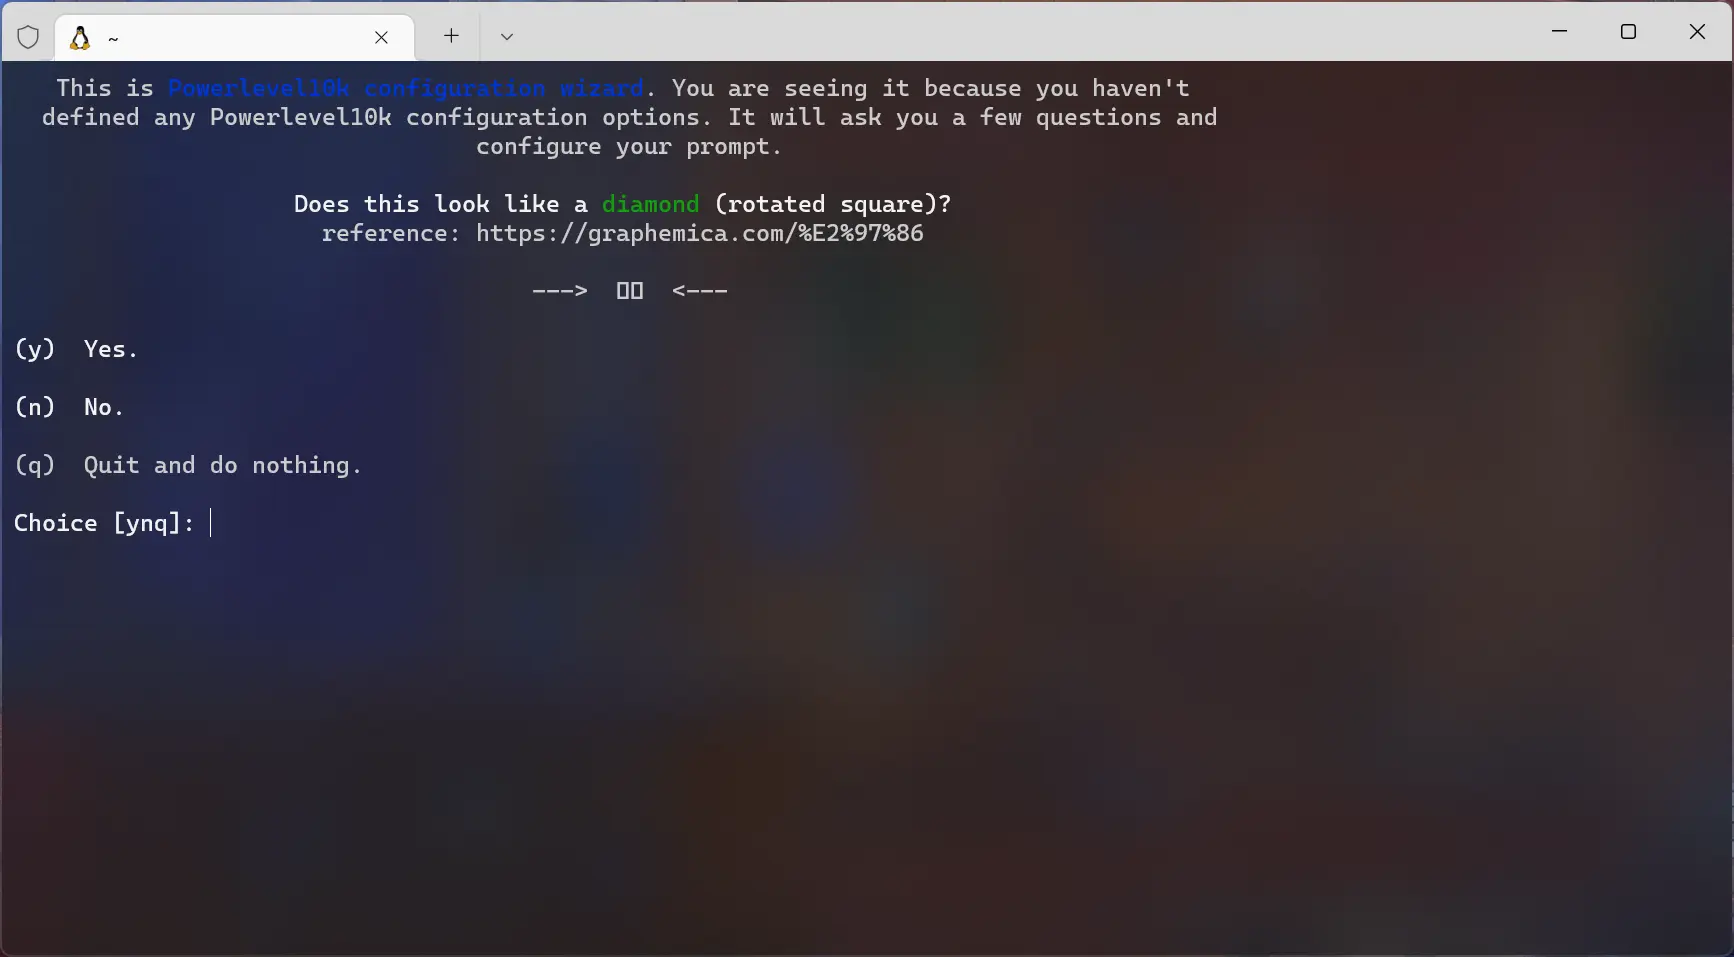 ~
This is Powerlevel10k configuration wizard. You are seeing it because you haven't
defined any Powerlevel10k configuration options. It will ask you a few questions and
configure your prompt.
Does this look like a diamond (rotated square)?
reference: https://graphemica.com/%E2%97%86
---> ▯▯ <---
(y) Yes.
(n) No.
(q) Quit and do nothing.
Choice [ynq]: